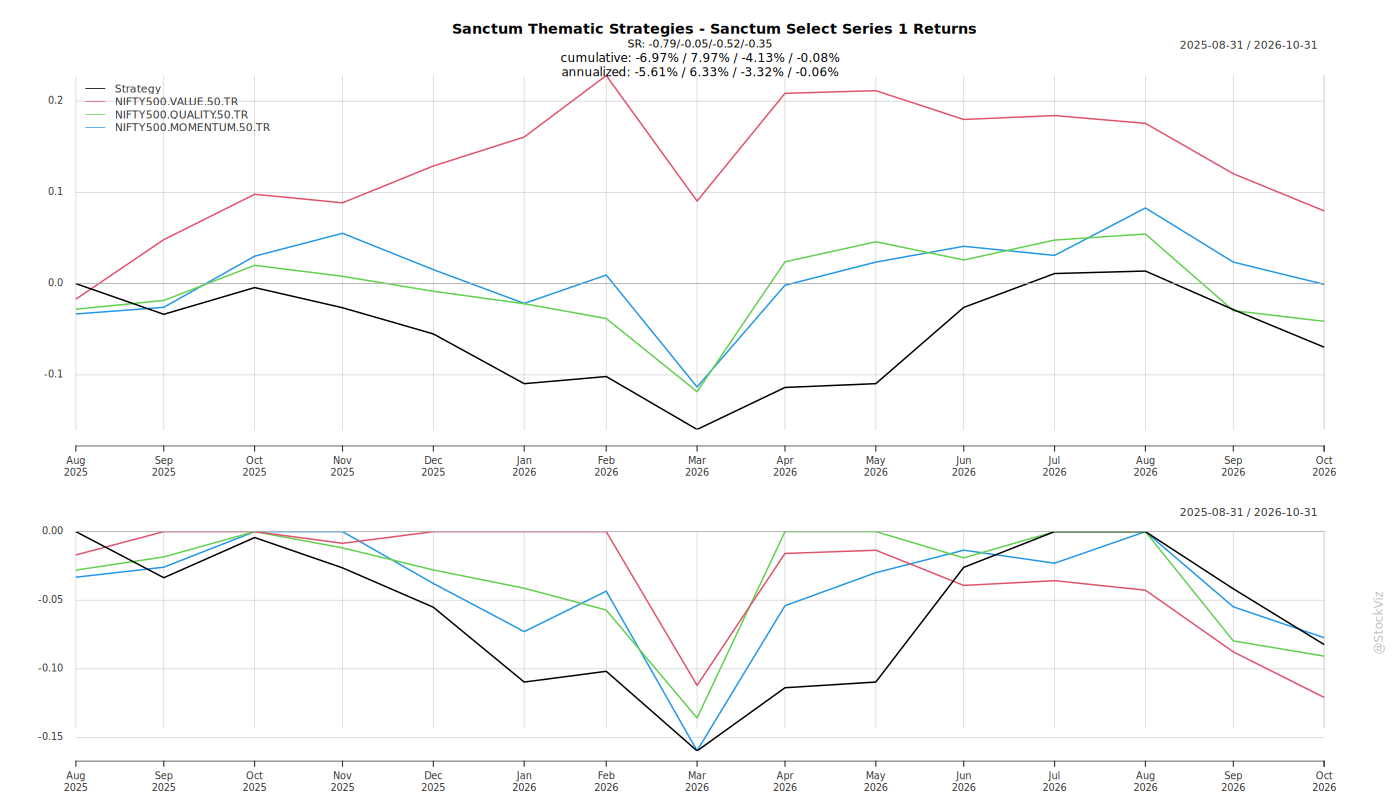 Sanctum Thematic Strategies - Sanctum Select Series 1 Returns
SR: -0.79/-0.05/-0.52/-0.35
cumulative: -6.97% / 7.97% / -4.13% / -0.08%
annualized: -5.61% / 6.33% / -3.32% / -0.06%
2025-08-31 / 2026-10-31
Strategy
NIFTY500.VALUE.50.TR
NIFTY500.QUALITY.50.TR
NIFTY500.MOMENTUM.50.TR
0.2
0.1
0.0
-0.1
Aug Sep Oct Nov Dec Jan Feb Mar Apr May Jun Jul Aug Sep Oct
2025 2025 2025 2025 2025 2026 2026 2026 2026 2026 2026 2026 2026 2026 2026
2025-08-31 / 2026-10-31
0.00
-0.05
-0.10
-0.15
Aug Sep Oct Nov Dec Jan Feb Mar Apr May Jun Jul Aug Sep Oct
2025 2025 2025 2025 2025 2026 2026 2026 2026 2026 2026 2026 2026 2026 2026
@StockViz